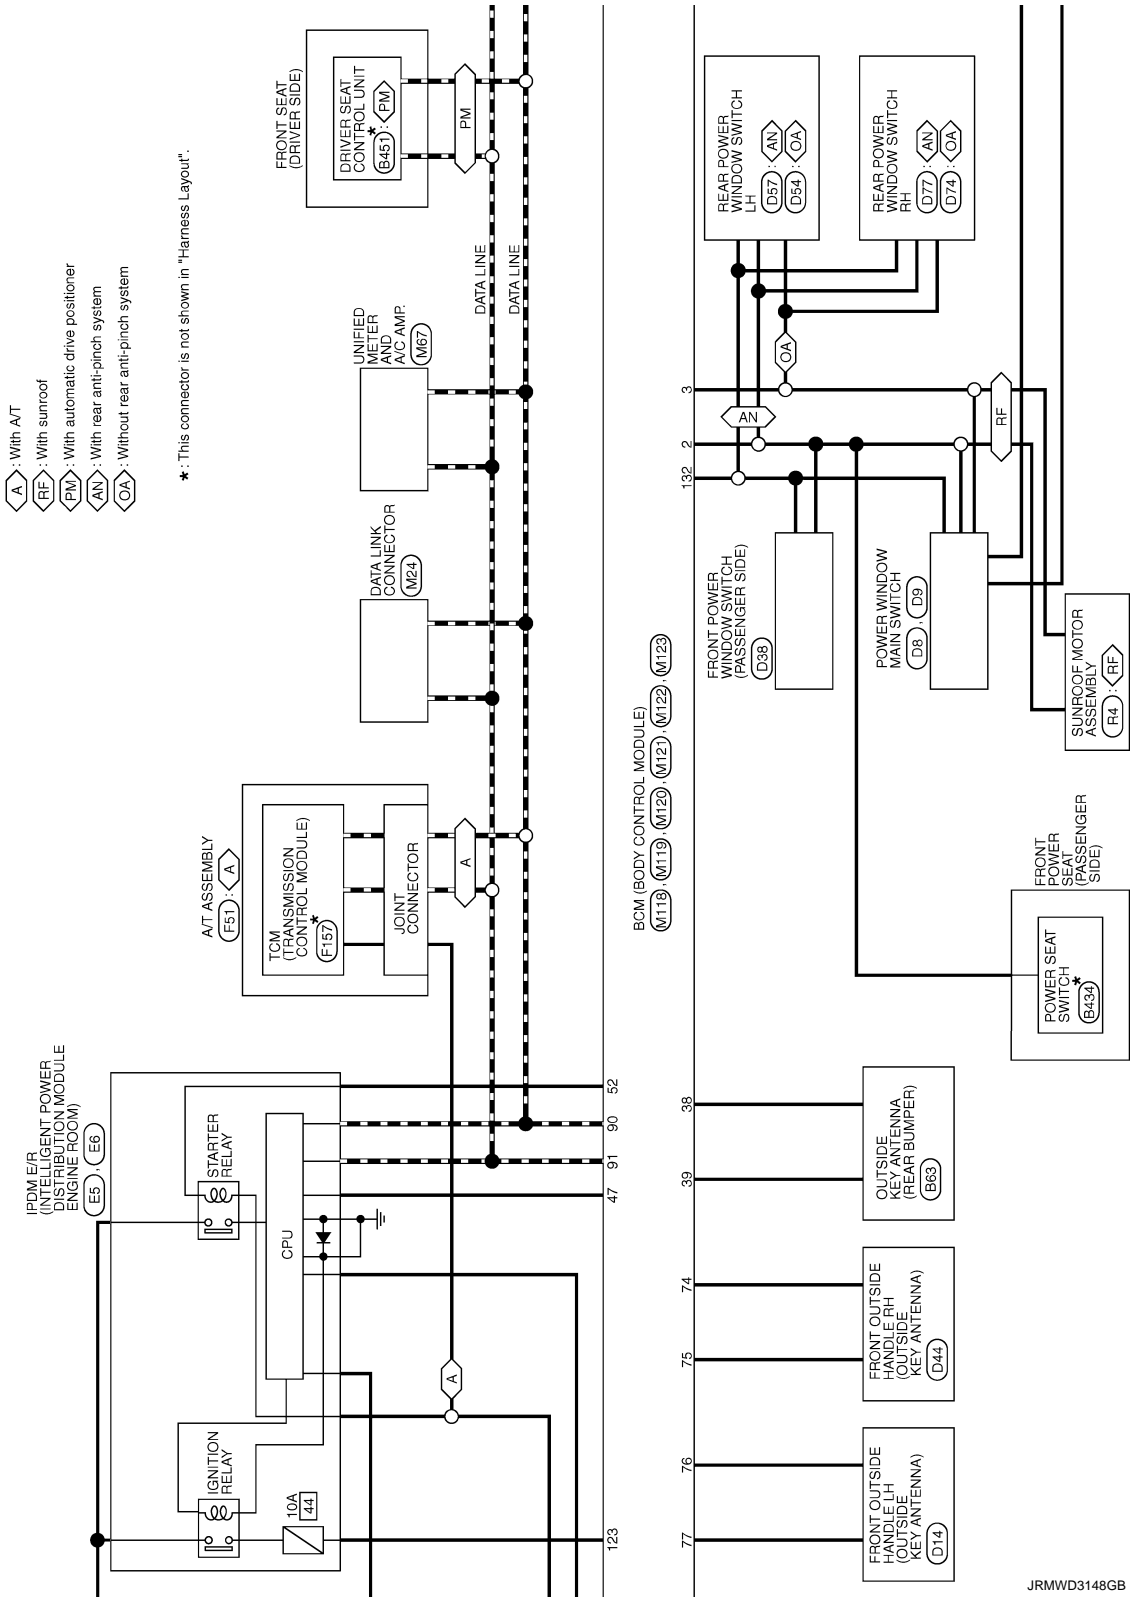 A : With A/T
RF : With sunroof
PM : With automatic drive positioner
AN : With rear anti-pinch system
OA : Without rear anti-pinch system
* : This connector is not shown in "Harness Layout".
IPDM E/R
(INTELLIGENT POWER
DISTRIBUTION MODULE
ENGINE ROOM)
E5 , E6
IGNITION
RELAY
10A
44
STARTER
RELAY
CPU
A
A/T ASSEMBLY
F51 : A
TCM
(TRANSMISSION
CONTROL MODULE)
*
F157
JOINT
CONNECTOR
A
DATA LINK
CONNECTOR
M24
UNIFIED
METER
AND
A/C AMP.
M67
FRONT SEAT
(DRIVER SIDE)
DRIVER SEAT
CONTROL UNIT
*
B451 : PM
PM
DATA LINE
DATA LINE
123
47
91
90
52
BCM (BODY CONTROL MODULE)
M118 , M119 , M120 , M121 , M122 , M123
77
76
75
74
39
38
132
2
3
FRONT OUTSIDE
HANDLE LH
(OUTSIDE
KEY ANTENNA)
D14
FRONT OUTSIDE
HANDLE RH
(OUTSIDE
KEY ANTENNA)
D44
OUTSIDE
KEY ANTENNA
(REAR BUMPER)
B63
FRONT
POWER
SEAT
(PASSENGER
SIDE)
POWER SEAT
SWITCH
*
B434
FRONT POWER
WINDOW SWITCH
(PASSENGER SIDE)
D38
POWER WINDOW
MAIN SWITCH
D8 , D9
SUNROOF MOTOR
ASSEMBLY
R4 : RF
AN
OA
RF
REAR POWER
WINDOW SWITCH
LH
D57 : AN
D54 : OA
REAR POWER
WINDOW SWITCH
RH
D77 : AN
D74 : OA
JRMWD3148GB